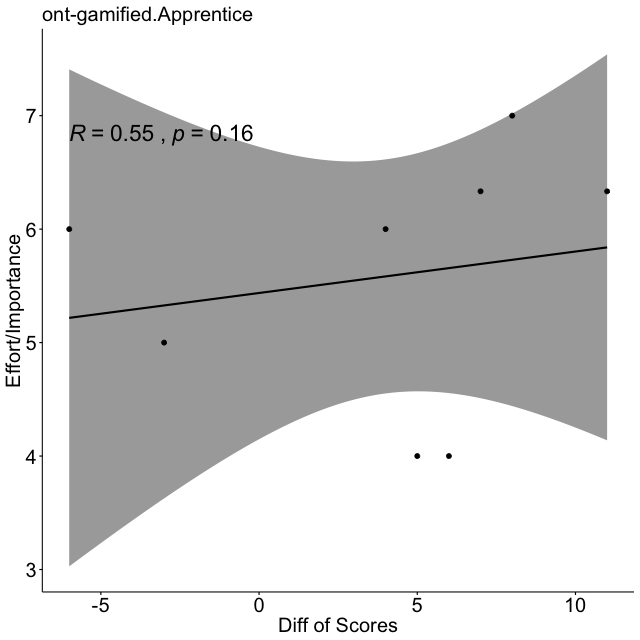 ont-gamified.Apprentice
R = 0.55 , p = 0.16
Effort/Importance
7
6
5
4
3
-5 0 5 10
Diff of Scores